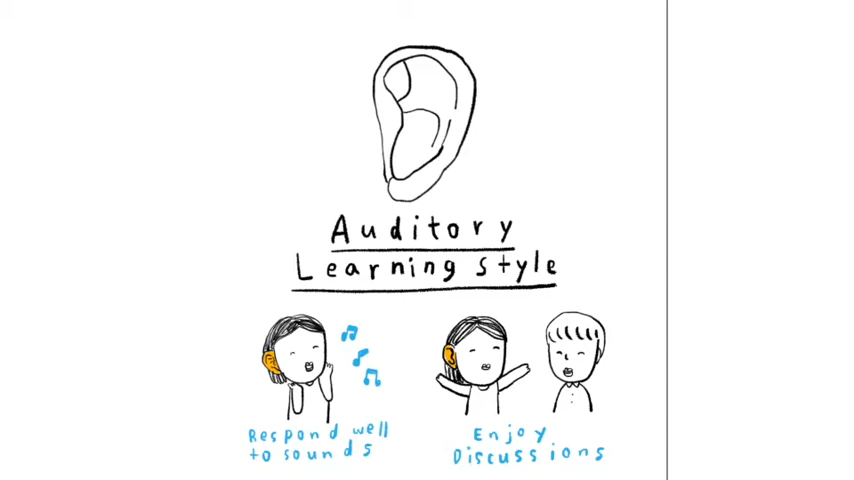 Auditory
Learning style
Respond well
to sounds
Enjoy
Discussions